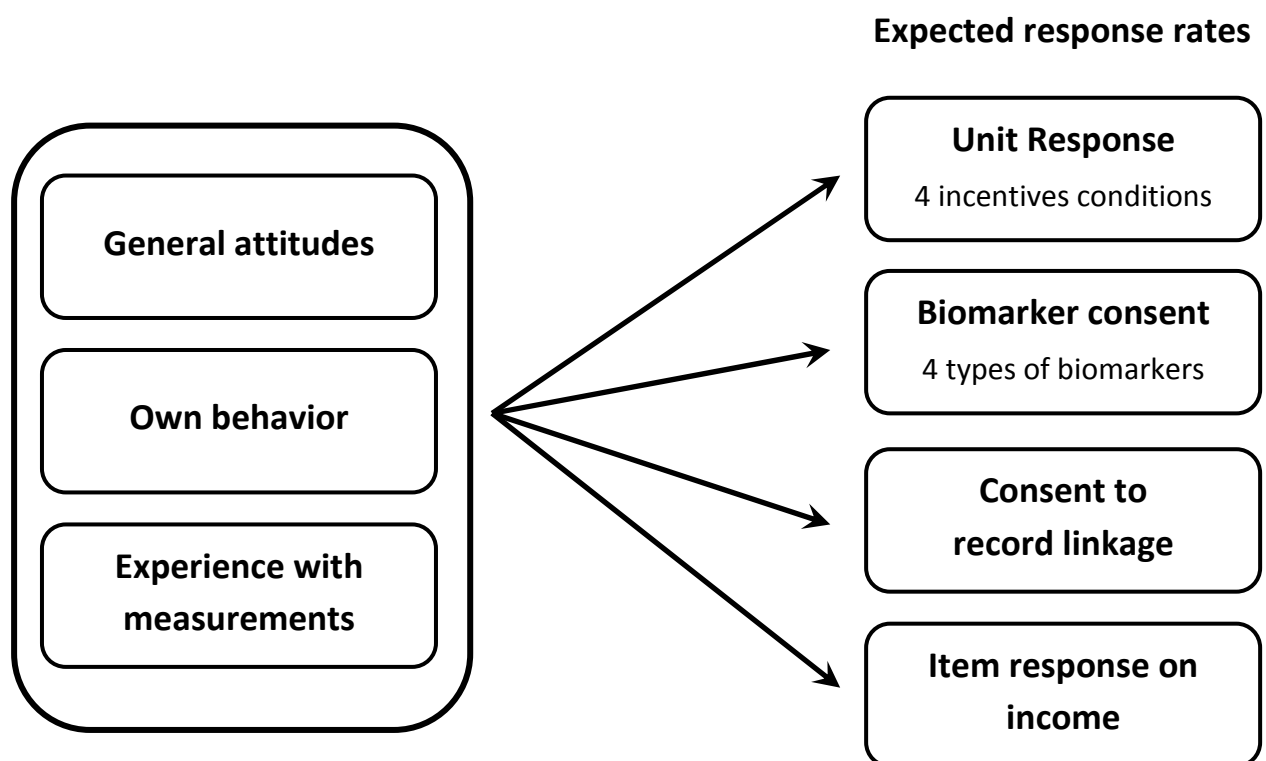 Expected response rates
General attitudes
Own behavior
Experience with
measurements
Unit Response
4 incentives conditions
Biomarker consent
4 types of biomarkers
Consent to
record linkage
Item response on
income